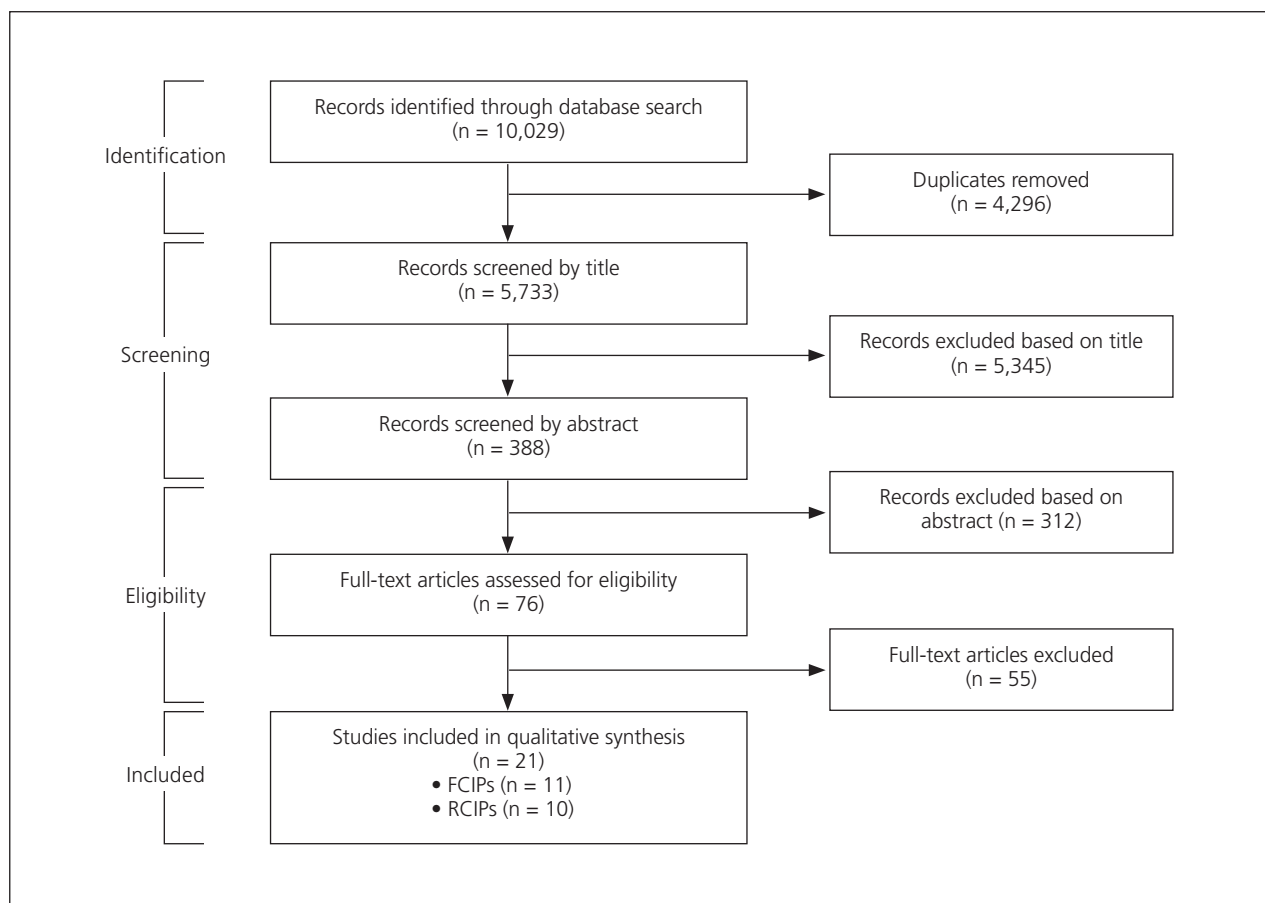 Identification
Records identified through database search
(n = 10,029)
Duplicates removed
(n = 4,296)
Screening
Records screened by title
(n = 5,733)
Records excluded based on title
(n = 5,345)
Records screened by abstract
(n = 388)
Eligibility
Records excluded based on
abstract (n = 312)
Full-text articles assessed for eligibility
(n = 76)
Full-text articles excluded
(n = 55)
Included
Studies included in qualitative synthesis
(n = 21)
• FCIPs (n = 11)
• RCIPs (n = 10)